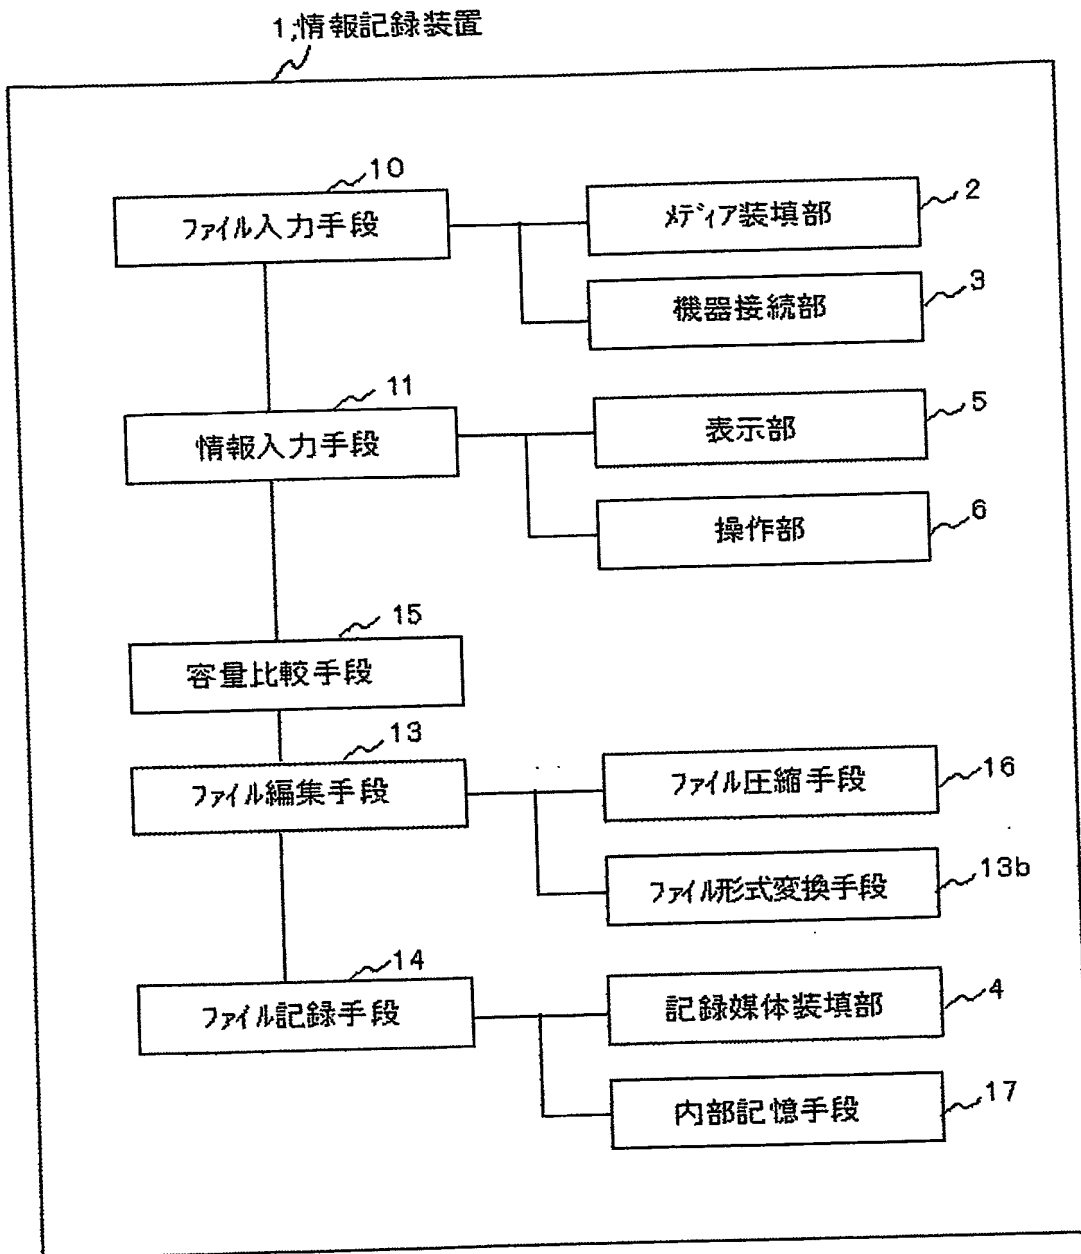 1;情報記録装置
10
ファイル入力手段
メディア装填部
2
機器接続部
3
11
情報入力手段
表示部
5
操作部
6
15
容量比較手段
13
ファイル編集手段
ファイル圧縮手段
16
ファイル形式変換手段
13b
14
ファイル記録手段
記録媒体装填部
4
内部記憶手段
17